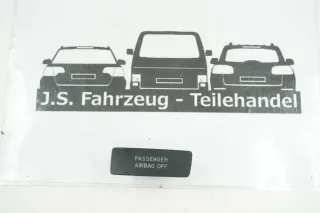 J.S. Fahrzeug - Teilehandel
PASSENGER
AIRBAG OFF